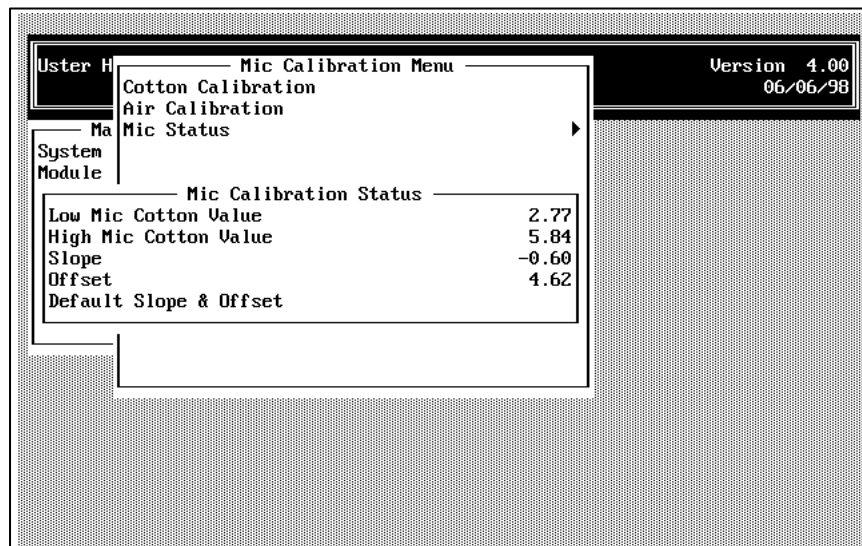 Uster H
Version 4.00
06/06/98
Mic Calibration Menu
Cotton Calibration
Air Calibration
Mic Status
Ma
System
Module
Mic Calibration Status
Low Mic Cotton Value 2.77
High Mic Cotton Value 5.84
Slope -0.60
Offset 4.62
Default Slope & Offset